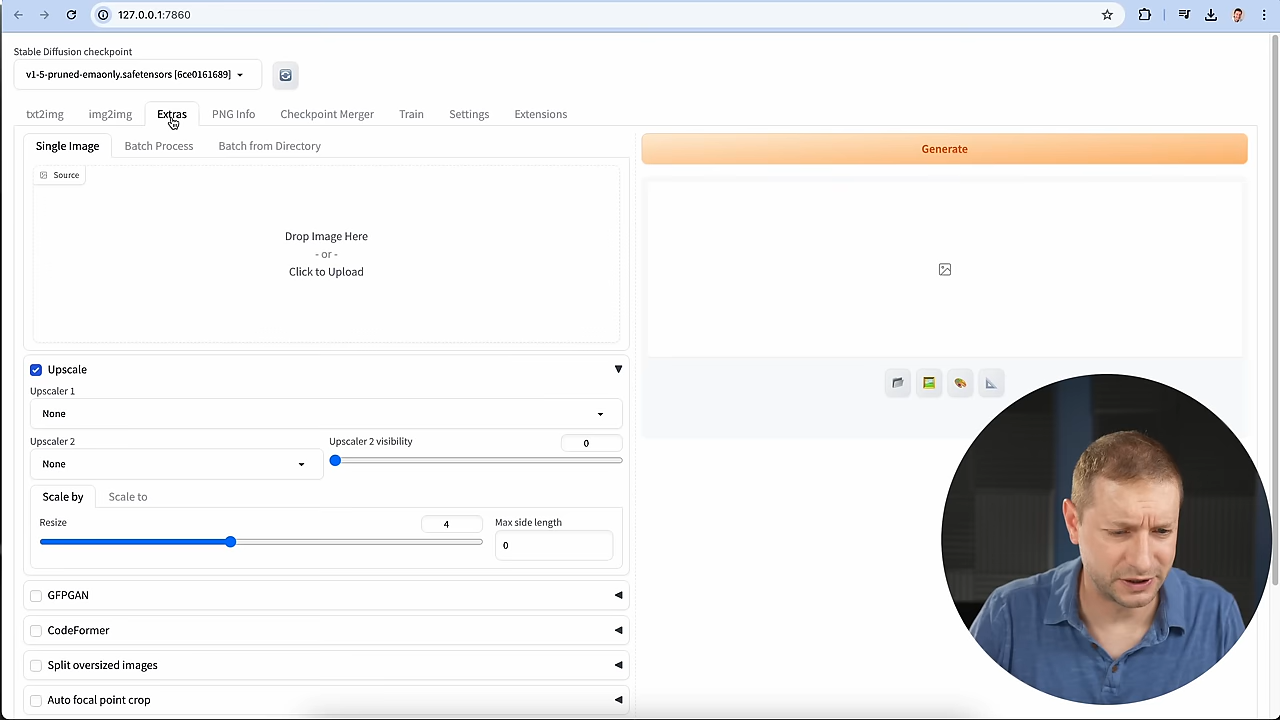 127.0.0.1:7860
Stable Diffusion checkpoint
v1-5-pruned-emaonly.safetensors [6ce0161689]
txt2img img2img Extras PNG Info Checkpoint Merger Train Settings Extensions
Single Image Batch Process Batch from Directory
Generate
Source
Drop Image Here
- or -
Click to Upload
Upscale
Upscaler 1
None
Upscaler 2 Upscaler 2 visibility 0
None
Scale by Scale to
Resize 4 Max side length
0
GFPGAN
CodeFormer
Split oversized images
Auto focal point crop